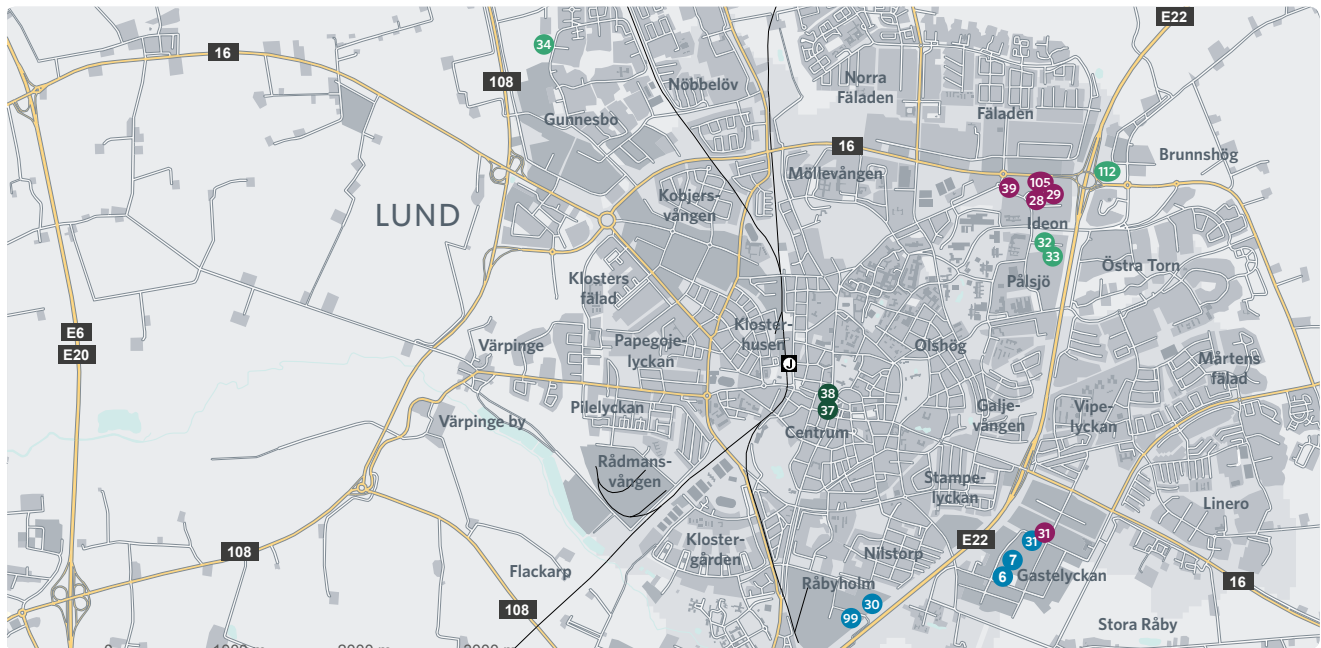 E22
34
16
108
Nöbbelöv
Norra
Fäladen
Gunnesbo
Fäladen
16
Brunnshög
112
Möllevången
105
39
29
28
Kobjers-
vången
LUND
Ideon
32
33
Östra Torn
Pålsjö
Klosters
fälad
E6
E20
Kloster-
husen
Värpinge
Papegoje-
lyckan
Olshög
Mårtens
fälad
38
37
Pilelyckan
Galje-
vången
Vipe-
lyckan
Värpinge by
Centrum
Rådmans-
vången
Stampe-
lyckan
Linero
31
31
E22
108
Kloster-
gården
Nilstorp
7
6
Gastelyckan
Flackarp
Råbyholm
16
30
99
108
Stora Råby